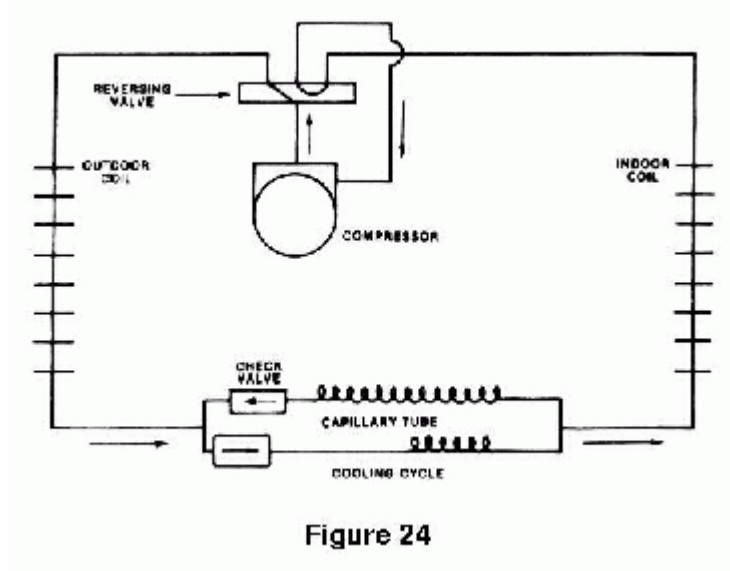 REVERSING
VALVE
OUTDOOR
COIL
INDOOR
COIL
COMPRESSOR
CHECK
VALVE
CAPILLARY TUBE
COOLING CYCLE
Figure 24